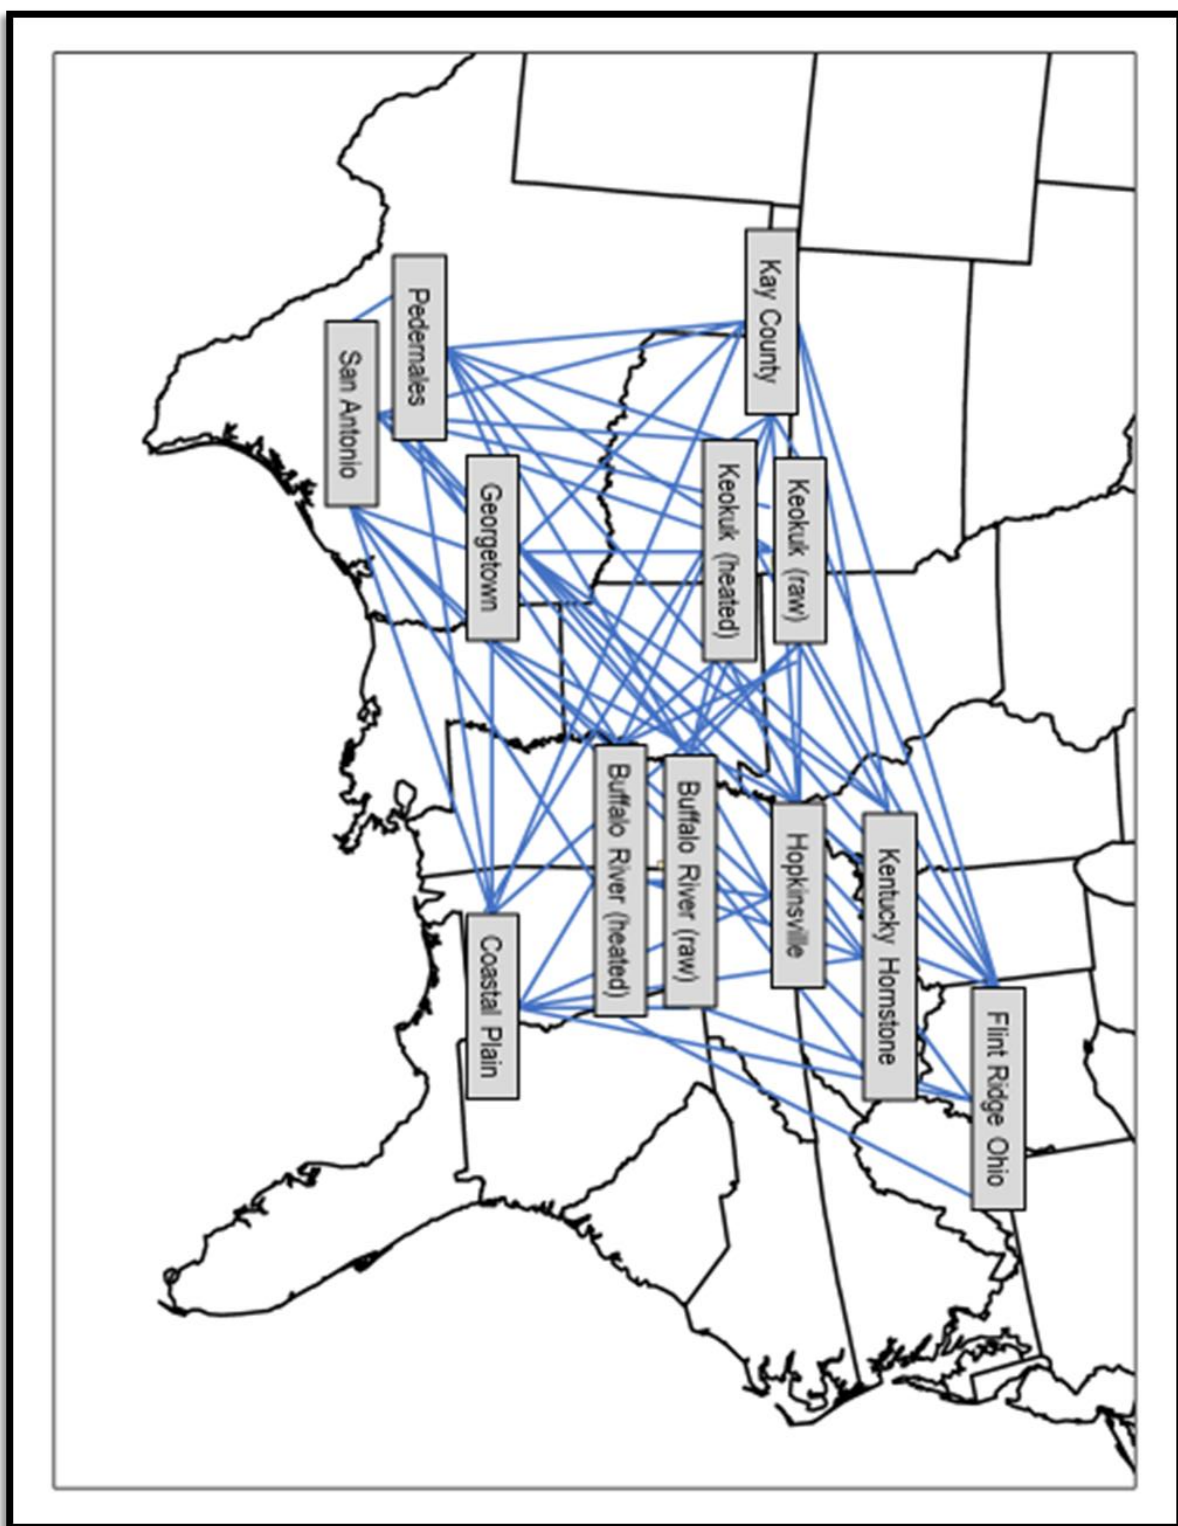 Kay County
Pedernales
San Antonio
Keokuk (raw)
Keokuk (heated)
Georgetown
Flint Ridge Ohio
Kentucky Hornstone
Hopkinsville
Buffalo River (raw)
Buffalo River (heated)
Coastal Plain